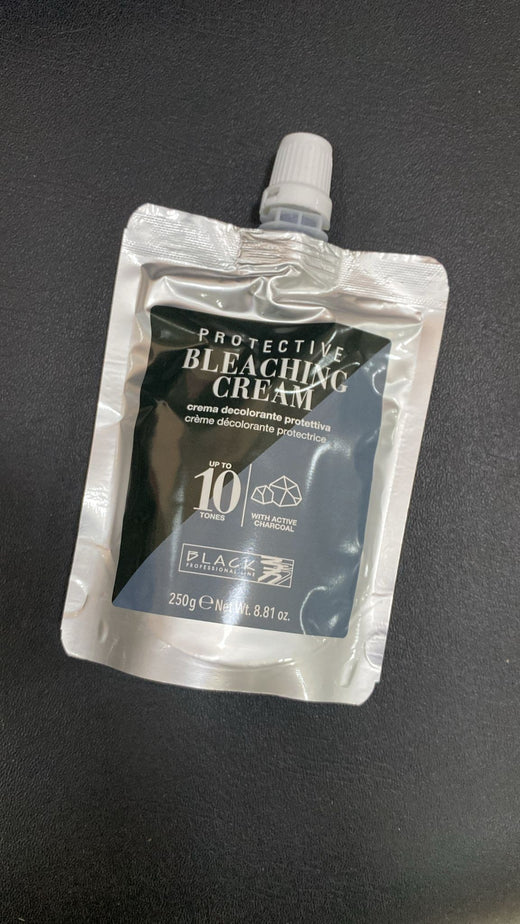 PROTECTIVE
BLEACHING
CREAM
crema decolorante protettiva
crème décolorante protectrice
UP TO
10
TONES
WITH ACTIVE
CHARCOAL
BLACK
PROFESSIONAL LINE
250g ℮ Net Wt. 8.81 oz.